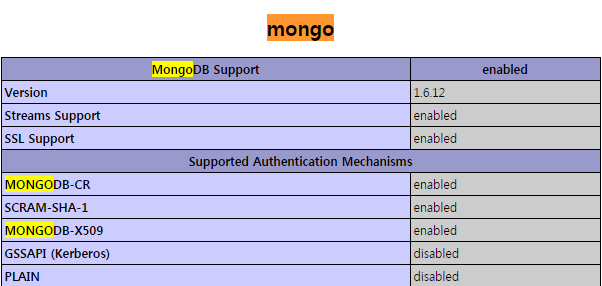 mongo
MongoDB Support enabled
Version 1.6.12
Streams Support enabled
SSL Support enabled
Supported Authentication Mechanisms
MONGODB-CR enabled
SCRAM-SHA-1 enabled
MONGODB-X509 enabled
GSSAPI (Kerberos) disabled
PLAIN disabled